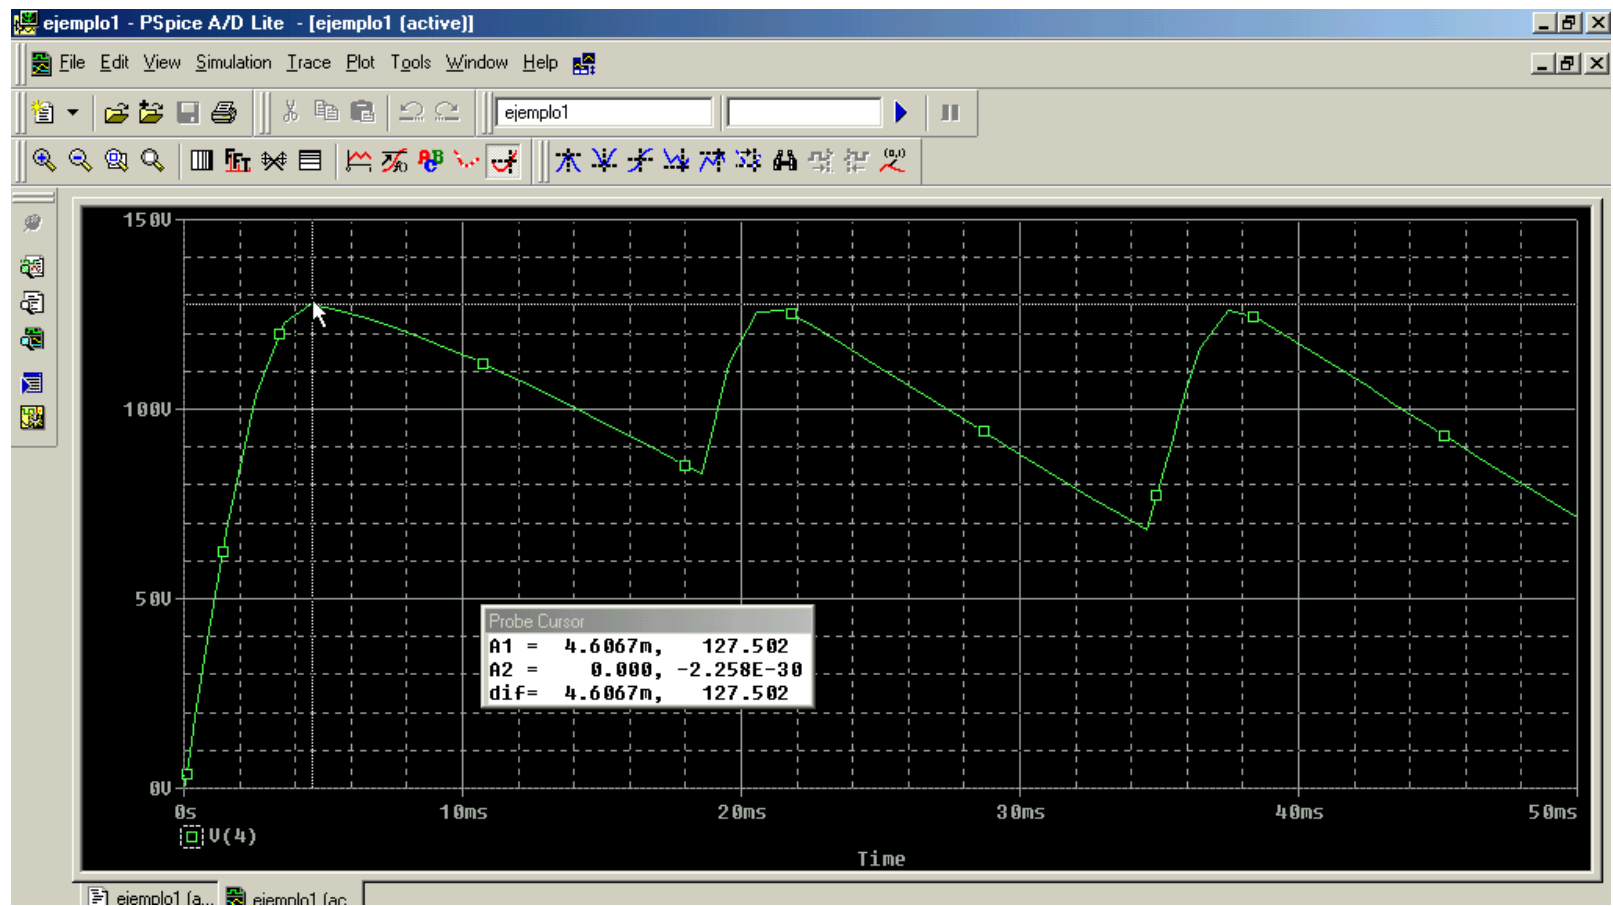 ejemplo1 - PSpice A/D Lite - [ejemplo1 (active)]
File Edit View Simulation Trace Plot Tools Window Help
ejemplo1
150V
100V
50V
0V
Probe Cursor
A1 = 4.6067m, 127.502
A2 = 0.000, -2.258E-30
dif= 4.6067m, 127.502
0s 10ms 20ms 30ms 40ms 50ms
V(4)
Time
ejemplo1 (a... ejemplo1 (ac...